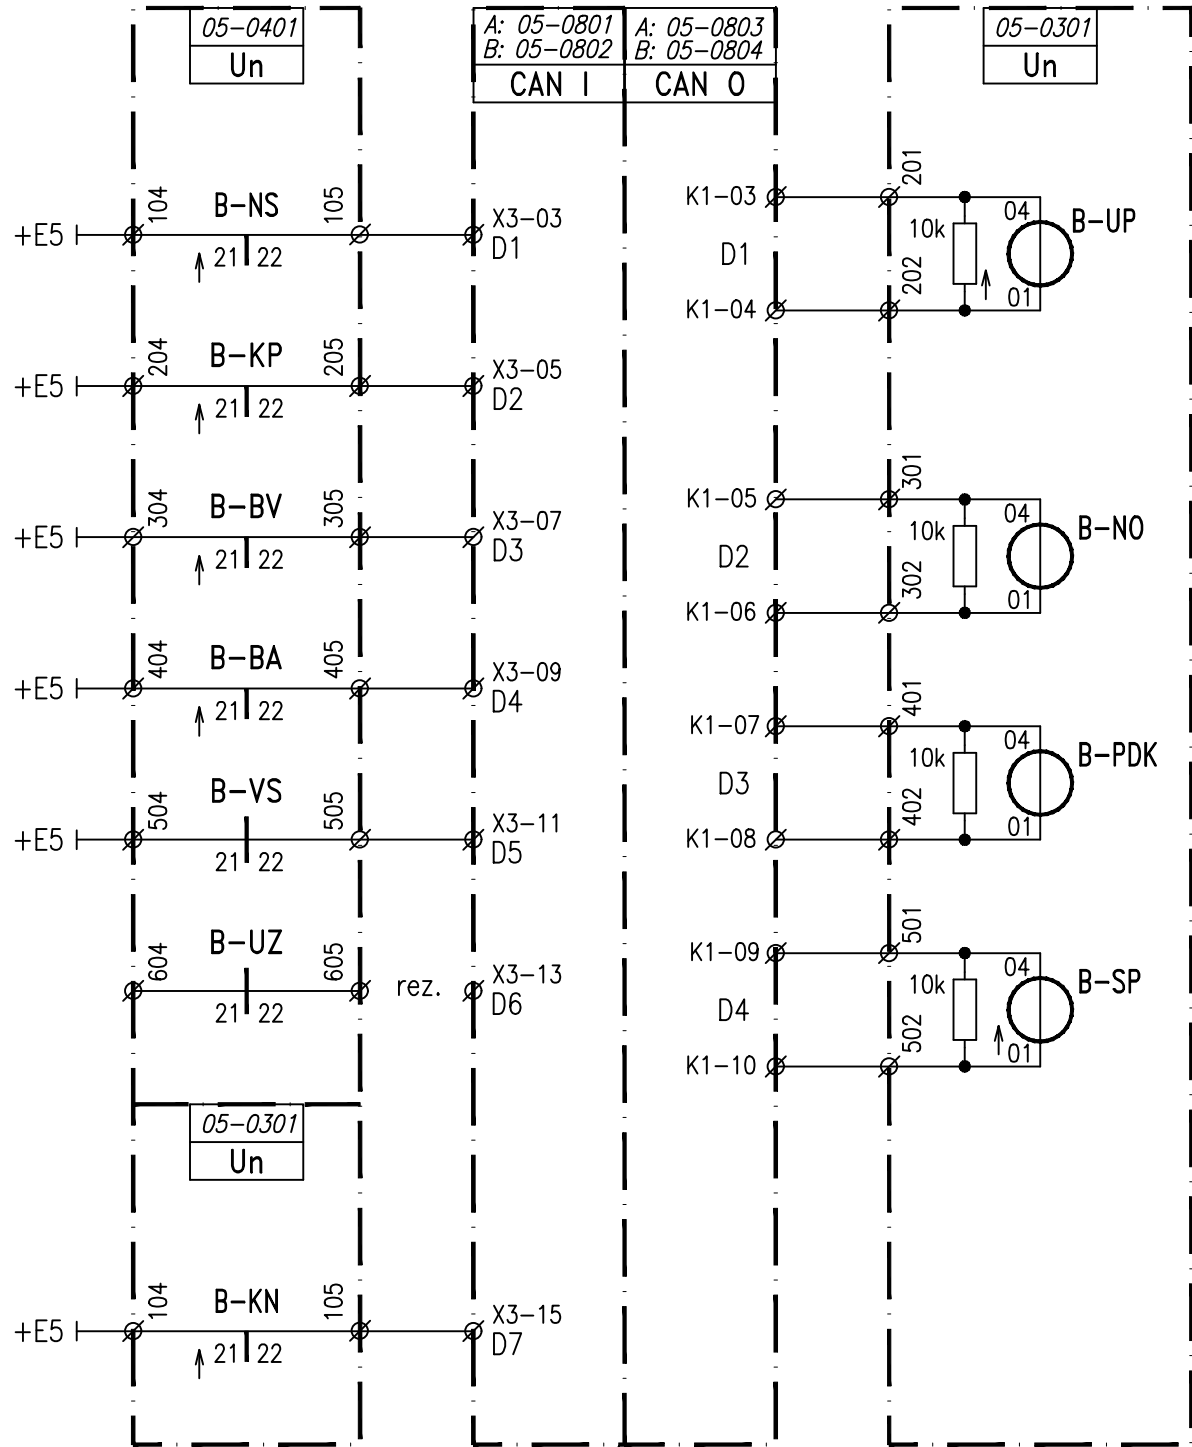 05-0401
Un
A: 05-0801
B: 05-0802
CAN I
A: 05-0803
B: 05-0804
CAN O
05-0301
Un
+E5
104
B-NS
105
21 22
X3-03
D1
+E5
204
B-KP
205
21 22
X3-05
D2
+E5
304
B-BV
305
21 22
X3-07
D3
+E5
404
B-BA
405
21 22
X3-09
D4
+E5
504
B-VS
505
21 22
X3-11
D5
604
B-UZ
605
21 22
rez.
X3-13
D6
05-0301
Un
+E5
104
B-KN
105
21 22
X3-15
D7
K1-03
D1
K1-04
201
202
10k
04
01
B-UP
K1-05
D2
K1-06
301
302
10k
04
01
B-NO
K1-07
D3
K1-08
401
402
10k
04
01
B-PDK
K1-09
D4
K1-10
501
502
10k
04
01
B-SP